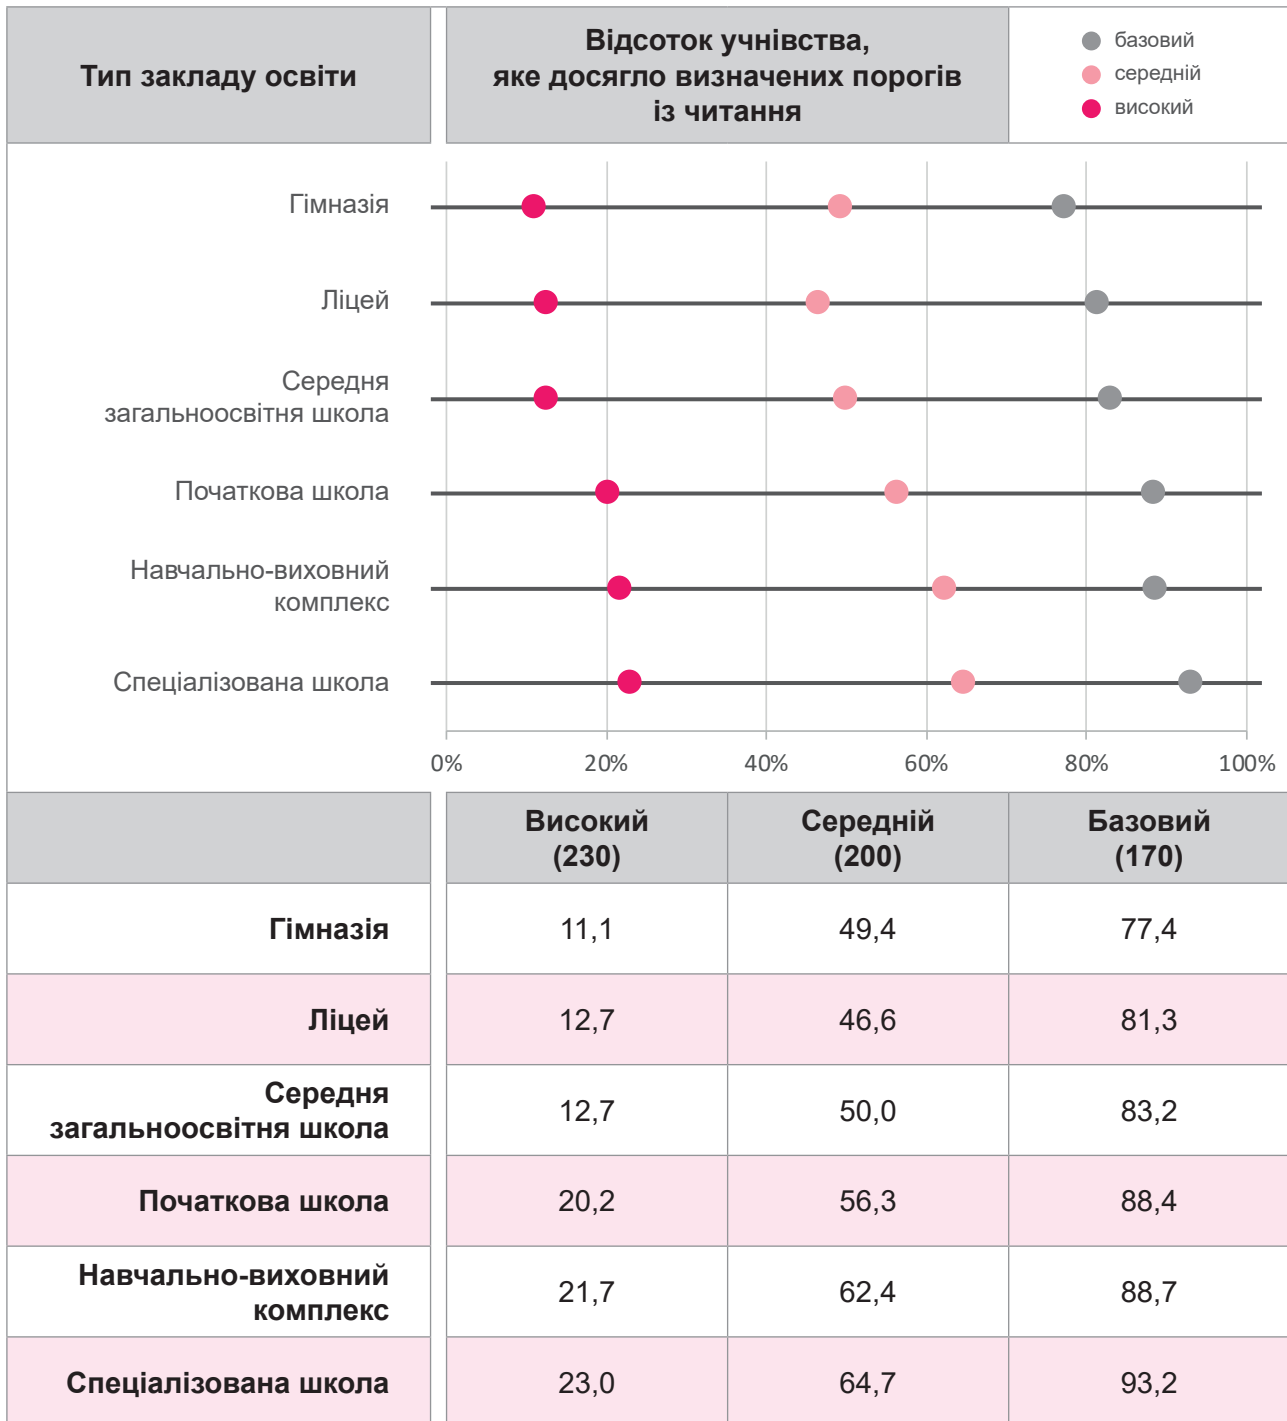 Тип закладу освіти
Відсоток учнівства,
яке досягло визначених порогів
із читання
базовий
середній
високий
Гімназія
Ліцей
Середня
загальноосвітня школа
Початкова школа
Навчально-виховний
комплекс
Спеціалізована школа
0% 20% 40% 60% 80% 100%
Високий Середній Базовий
(230) (200) (170)
Гімназія 11,1 49,4 77,4
Ліцей 12,7 46,6 81,3
Середня
загальноосвітня школа 12,7 50,0 83,2
Початкова школа 20,2 56,3 88,4
Навчально-виховний
комплекс 21,7 62,4 88,7
Спеціалізована школа 23,0 64,7 93,2